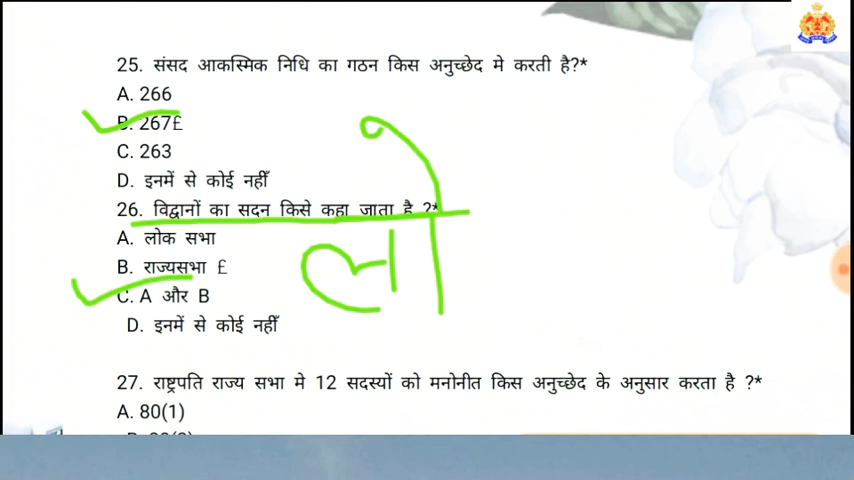 25. संसद आकस्मिक निधि का गठन किस अनुच्छेद मे करती है?*
A. 266
B. 267£
C. 263
D. इनमें से कोई नहीं
26. विद्वानों का सदन किसे कहा जाता है ?*
A. लोक सभा
B. राज्यसभा £
C. A और B
D. इनमें से कोई नहीं
लो
27. राष्ट्रपति राज्य सभा मे 12 सदस्यों को मनोनीत किस अनुच्छेद के अनुसार करता है ?*
A. 80(1)